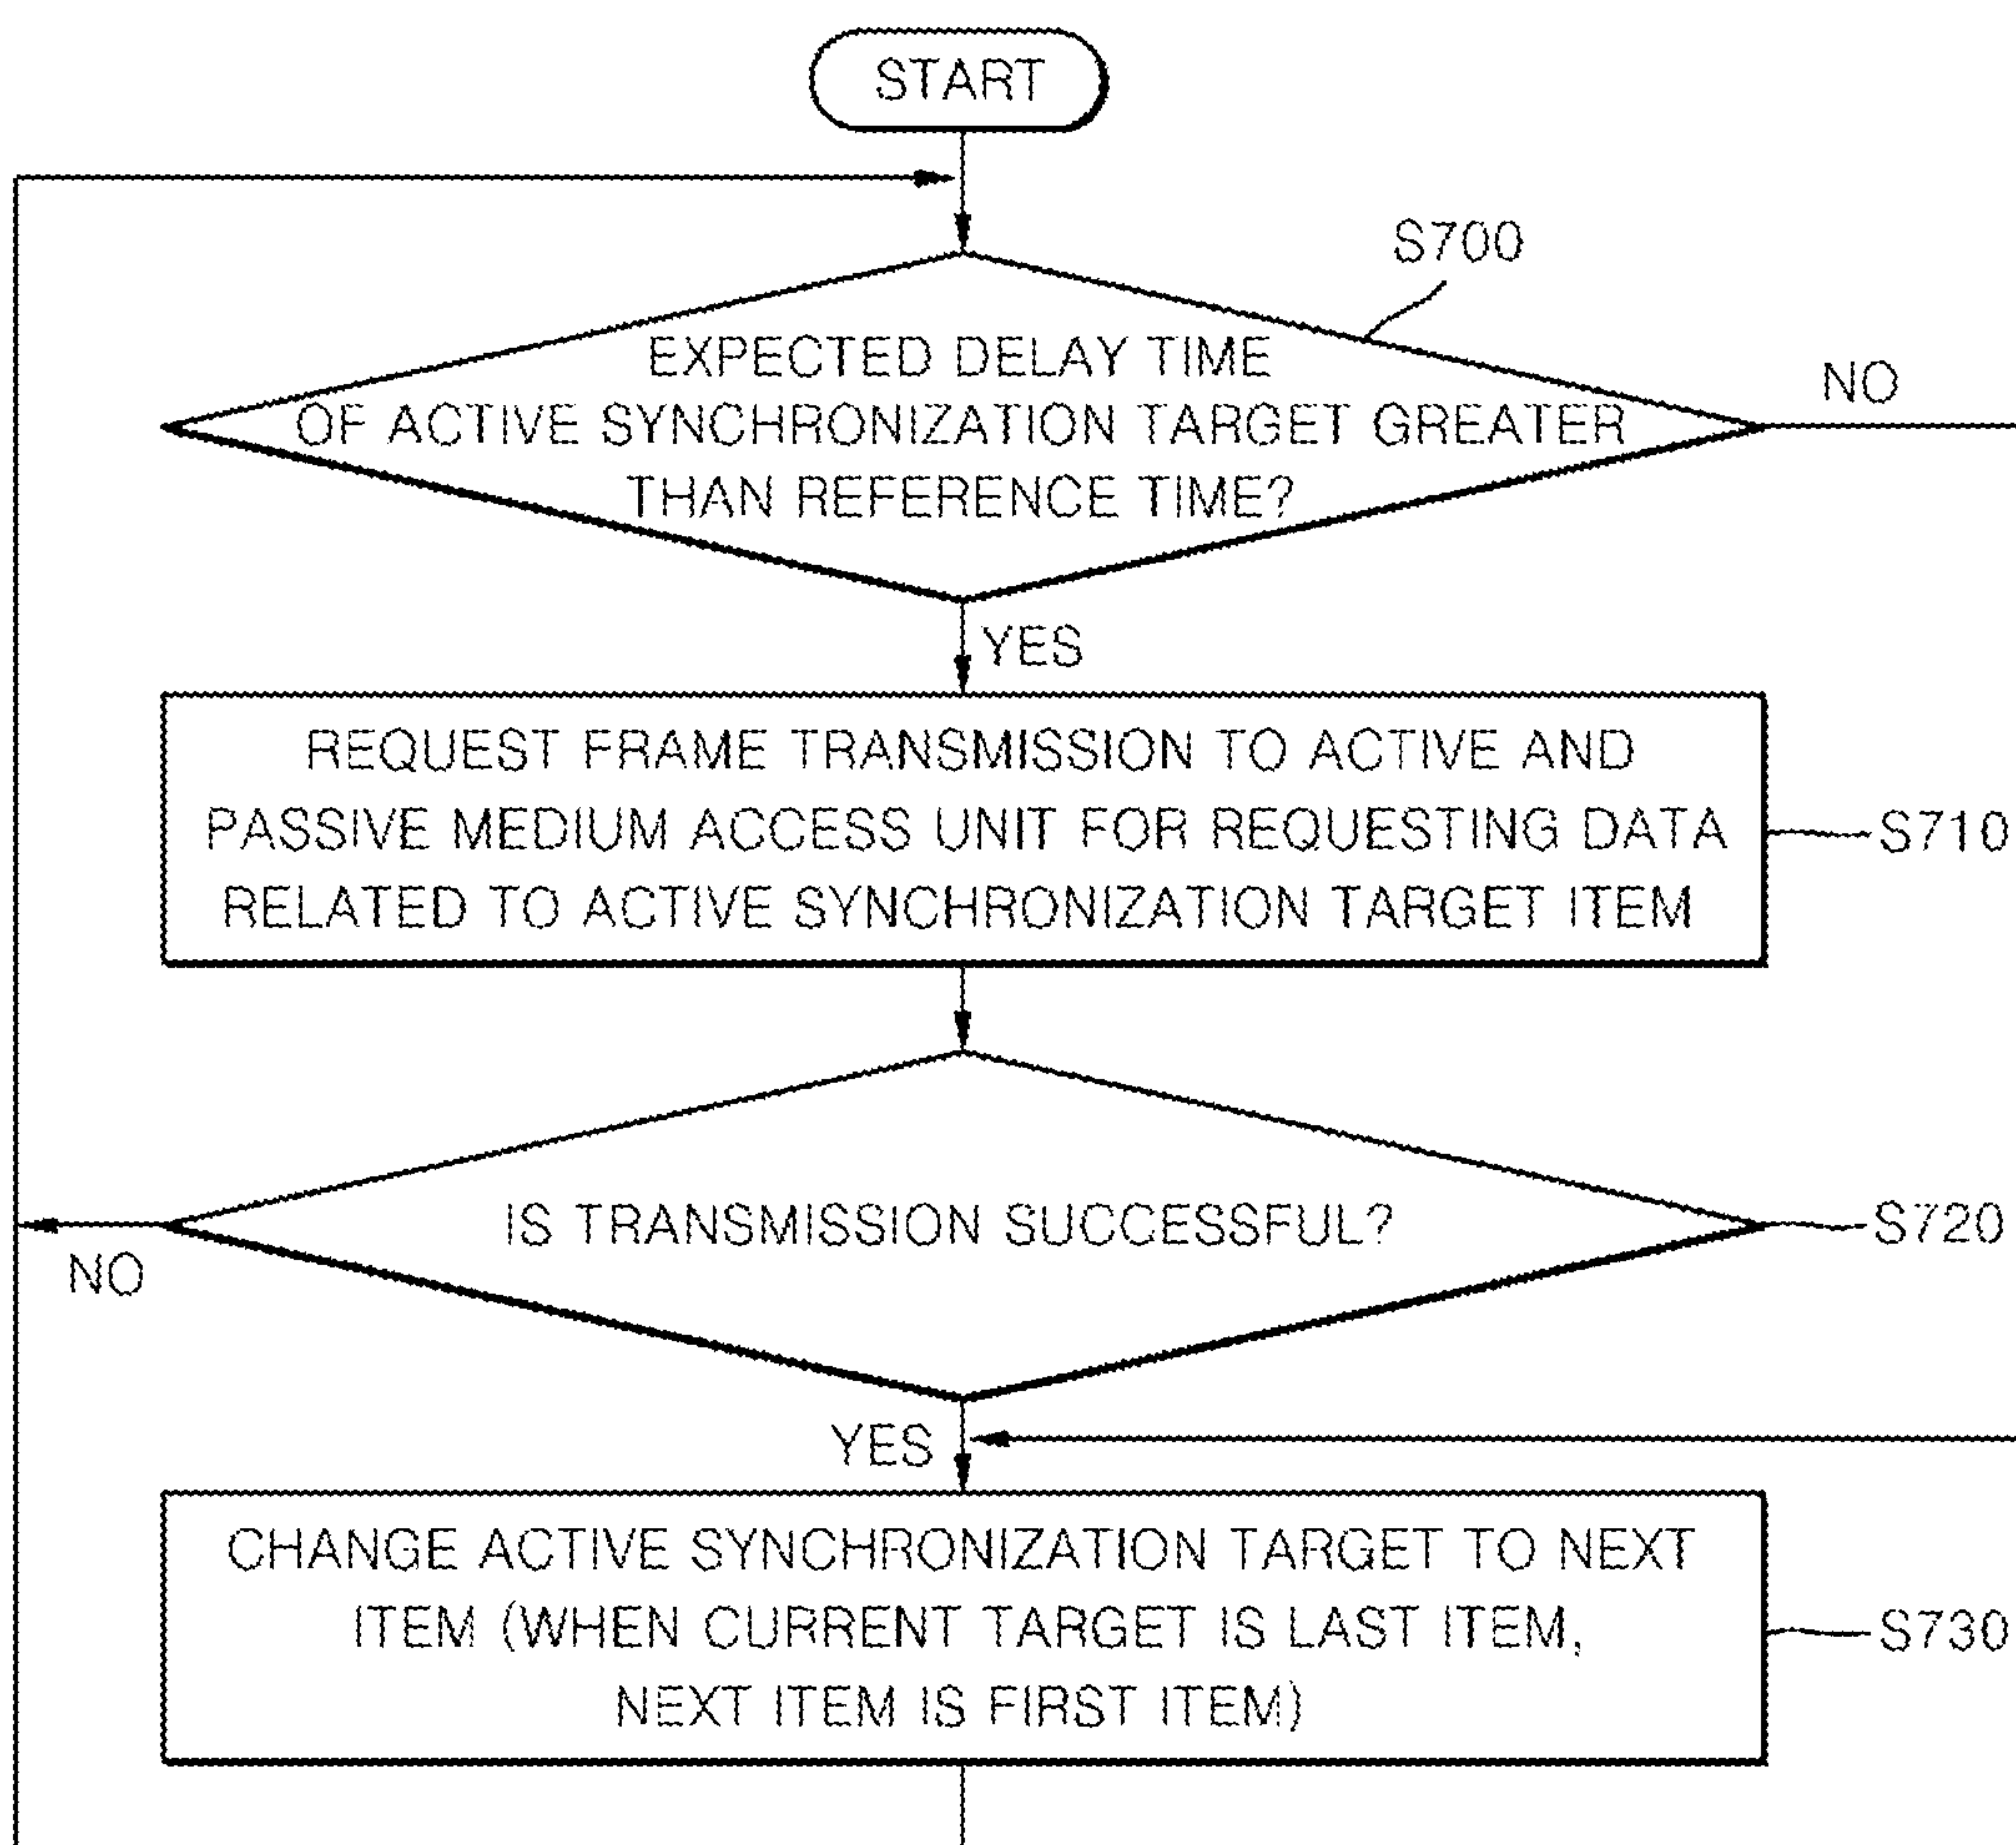 START
S700
EXPECTED DELAY TIME
OF ACTIVE SYNCHRONIZATION TARGET GREATER
THAN REFERENCE TIME?
NO
YES
REQUEST FRAME TRANSMISSION TO ACTIVE AND
PASSIVE MEDIUM ACCESS UNIT FOR REQUESTING DATA
RELATED TO ACTIVE SYNCHRONIZATION TARGET ITEM
S710
IS TRANSMISSION SUCCESSFUL?
S720
NO
YES
CHANGE ACTIVE SYNCHRONIZATION TARGET TO NEXT
ITEM (WHEN CURRENT TARGET IS LAST ITEM,
NEXT ITEM IS FIRST ITEM)
S730